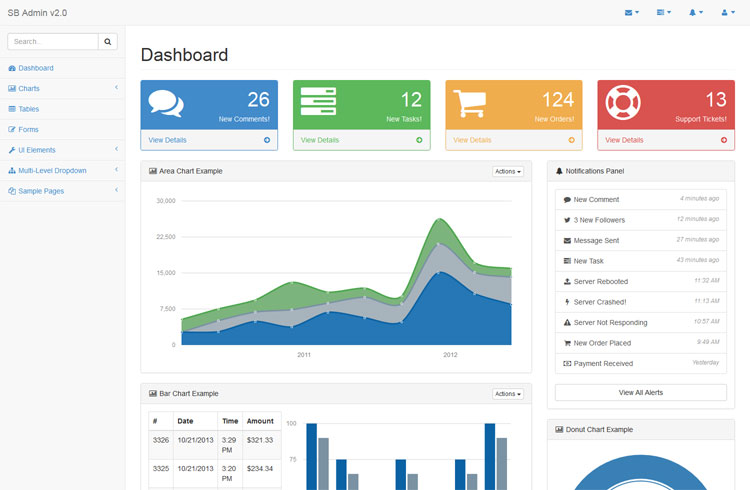 SB Admin v2.0
Search...
Dashboard
Charts
Tables
Forms
UI Elements
Multi-Level Dropdown
Sample Pages
Dashboard
26
New Comments!
View Details
12
New Tasks!
View Details
124
New Orders!
View Details
13
Support Tickets!
View Details
Area Chart Example
Actions
30,000
22,500
15,000
7,500
0
2011
2012
Notifications Panel
New Comment 4 minutes ago
3 New Followers 12 minutes ago
Message Sent 27 minutes ago
New Task 43 minutes ago
Server Rebooted 11:32 AM
Server Crashed! 11:13 AM
Server Not Responding 10:57 AM
New Order Placed 9:49 AM
Payment Received Yesterday
View All Alerts
Bar Chart Example
Actions
# Date Time Amount
3326 10/21/2013 3:29 PM $321.33
3325 10/21/2013 3:20 PM $234.34
100
75
Donut Chart Example